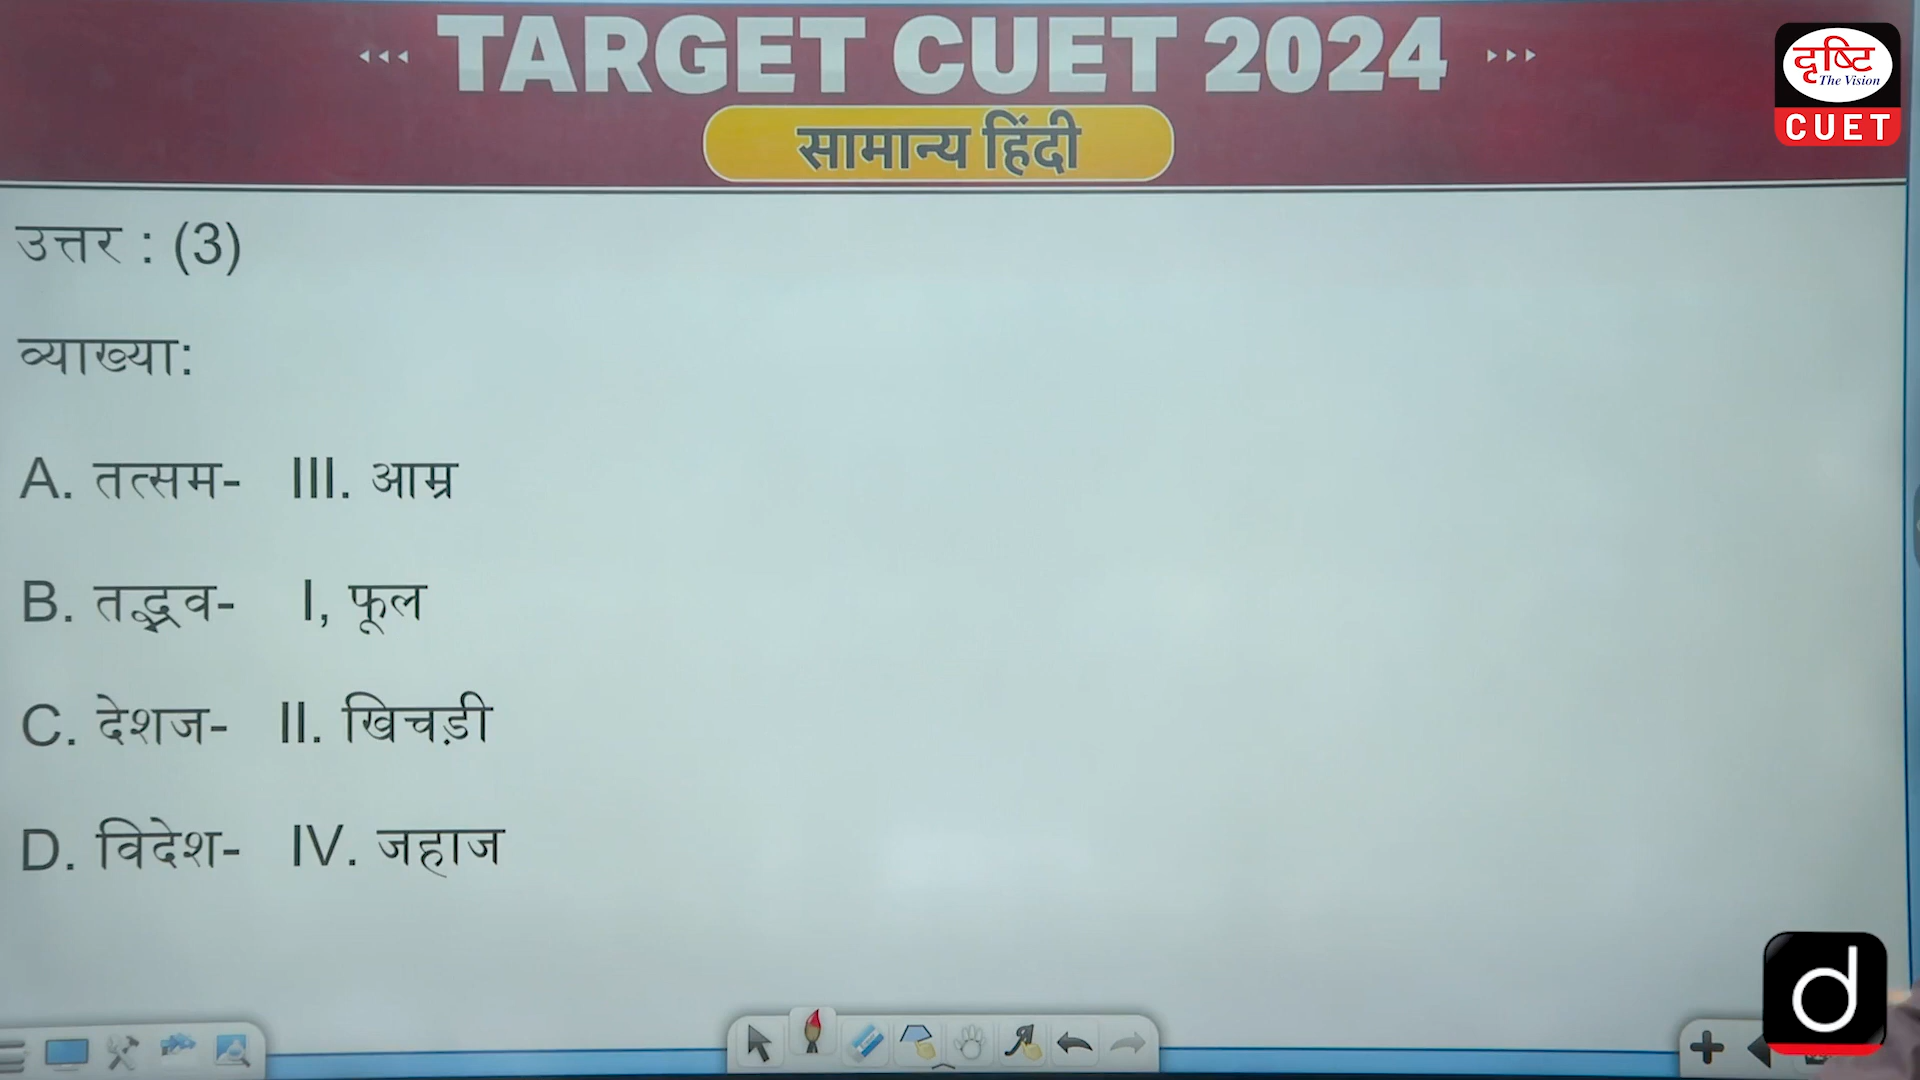 TARGET CUET 2024
सामान्य हिंदी
दृष्टि
The Vision
CUET
उत्तर : (3)
व्याख्या:
A. तत्सम- III. आम्र
B. तद्भव- I, फूल
C. देशज- II. खिचड़ी
D. विदेश- IV. जहाज
d